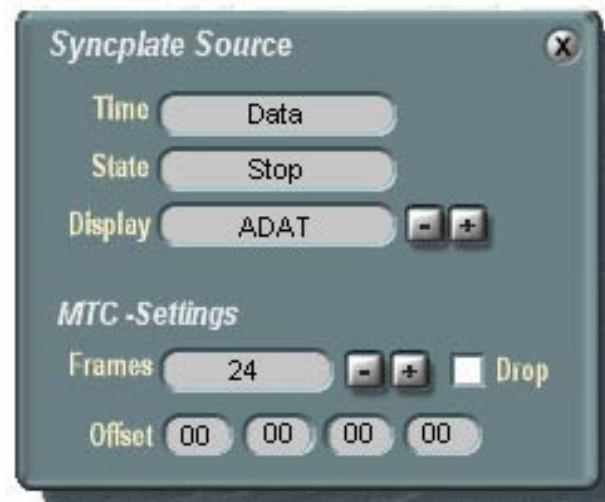 Syncplate Source X
Time Data
State Stop
Display ADAT - +
MTC -Settings
Frames 24 - + Drop
Offset 00 00 00 00